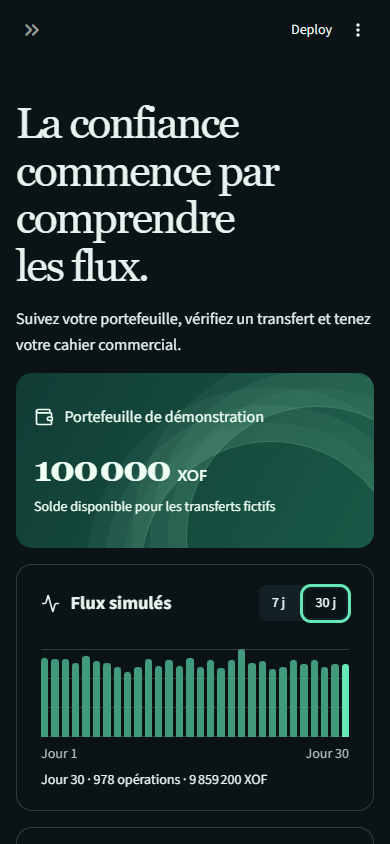 Deploy
La confiance
commence par
comprendre
les flux.
Suivez votre portefeuille, vérifiez un transfert et tenez
votre cahier commercial.
Portefeuille de démonstration
100 000 XOF
Solde disponible pour les transferts fictifs
Flux simulés
7 j
30 j
Jour 1
Jour 30
Jour 30 · 978 opérations · 9 859 200 XOF